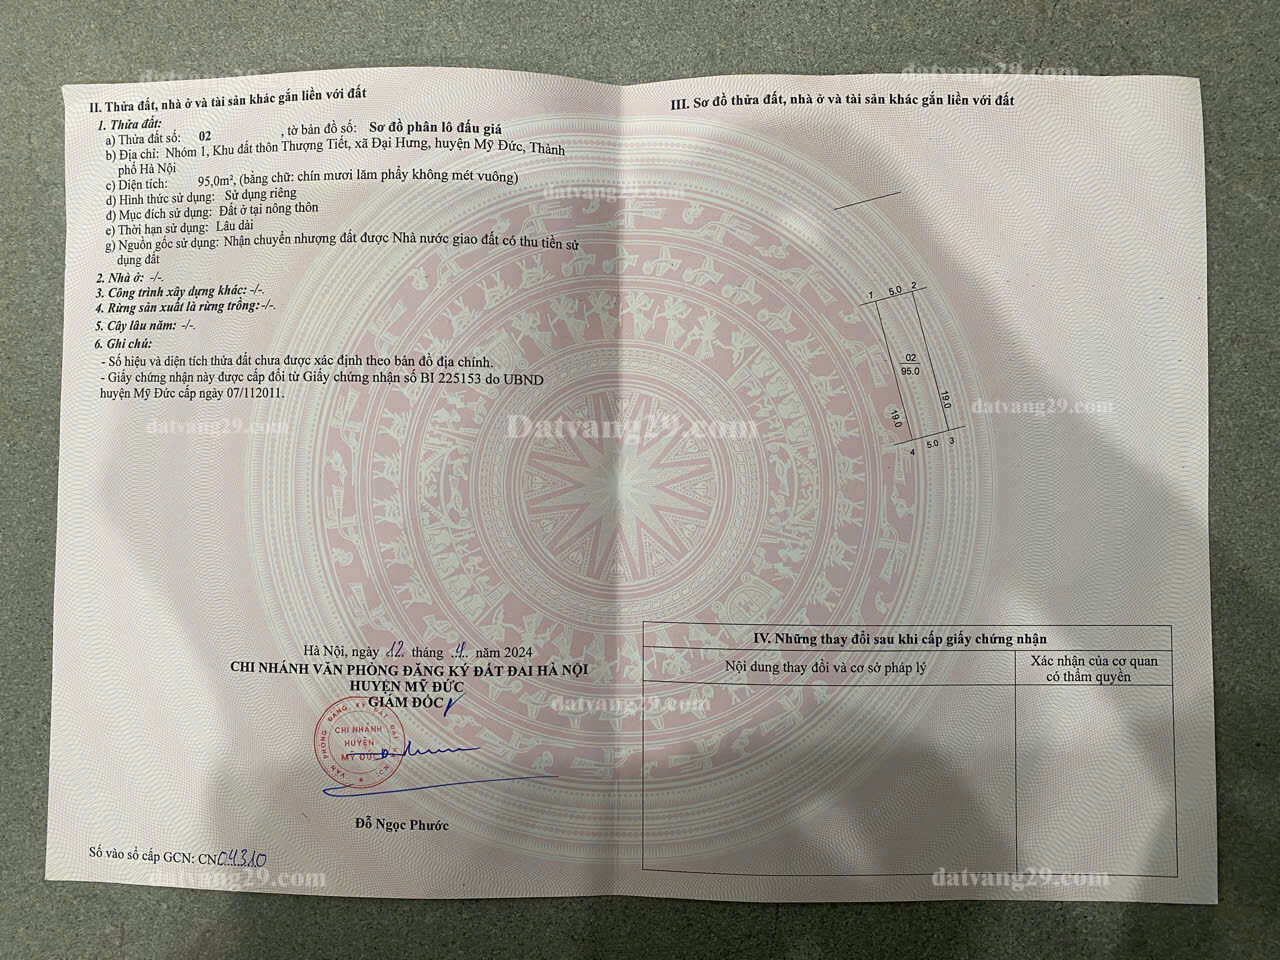 II. Thửa đất, nhà ở và tài sản khác gắn liền với đất
1. Thửa đất:
a) Thửa đất số: 02 , tờ bản đồ số: Sơ đồ phân lô đấu giá
b) Địa chỉ: Nhóm 1, Khu đất thôn Thượng Tiết, xã Đại Hưng, huyện Mỹ Đức, Thành
phố Hà Nội
c) Diện tích: 95,0m², (bằng chữ: chín mươi lăm phẩy không mét vuông)
d) Hình thức sử dụng: Sử dụng riêng
đ) Mục đích sử dụng: Đất ở tại nông thôn
e) Thời hạn sử dụng: Lâu dài
g) Nguồn gốc sử dụng: Nhận chuyển nhượng đất được Nhà nước giao đất có thu tiền sử
dụng đất
2. Nhà ở: -/-.
3. Công trình xây dựng khác: -/-.
4. Rừng sản xuất là rừng trồng:-/-.
5. Cây lâu năm: -/-.
6. Ghi chú:
- Số hiệu và diện tích thửa đất chưa được xác định theo bản đồ địa chính.
- Giấy chứng nhận này được cấp đổi từ Giấy chứng nhận số BI 225153 do UBND
huyện Mỹ Đức cấp ngày 07/112011.
Hà Nội, ngày 12 tháng 4 năm 2024
CHI NHÁNH VĂN PHÒNG ĐĂNG KÝ ĐẤT ĐAI HÀ NỘI
HUYỆN MỸ ĐỨC
GIÁM ĐỐC
CHI NHÁNH
HUYỆN
MỸ ĐỨC
Đỗ Ngọc Phước
Số vào sổ cấp GCN: CN04310
III. Sơ đồ thửa đất, nhà ở và tài sản khác gắn liền với đất
1 5.0 2
02
95.0
19.0
19.0
4 5.0 3
IV. Những thay đổi sau khi cấp giấy chứng nhận
Nội dung thay đổi và cơ sở pháp lý
Xác nhận của cơ quan
có thẩm quyền
datvang29.com
datvang29.com
datvang29.com
datvang29.com
Datvang29.com
datvang29.com
datvang29.com
datvang29.com
datvang29.com